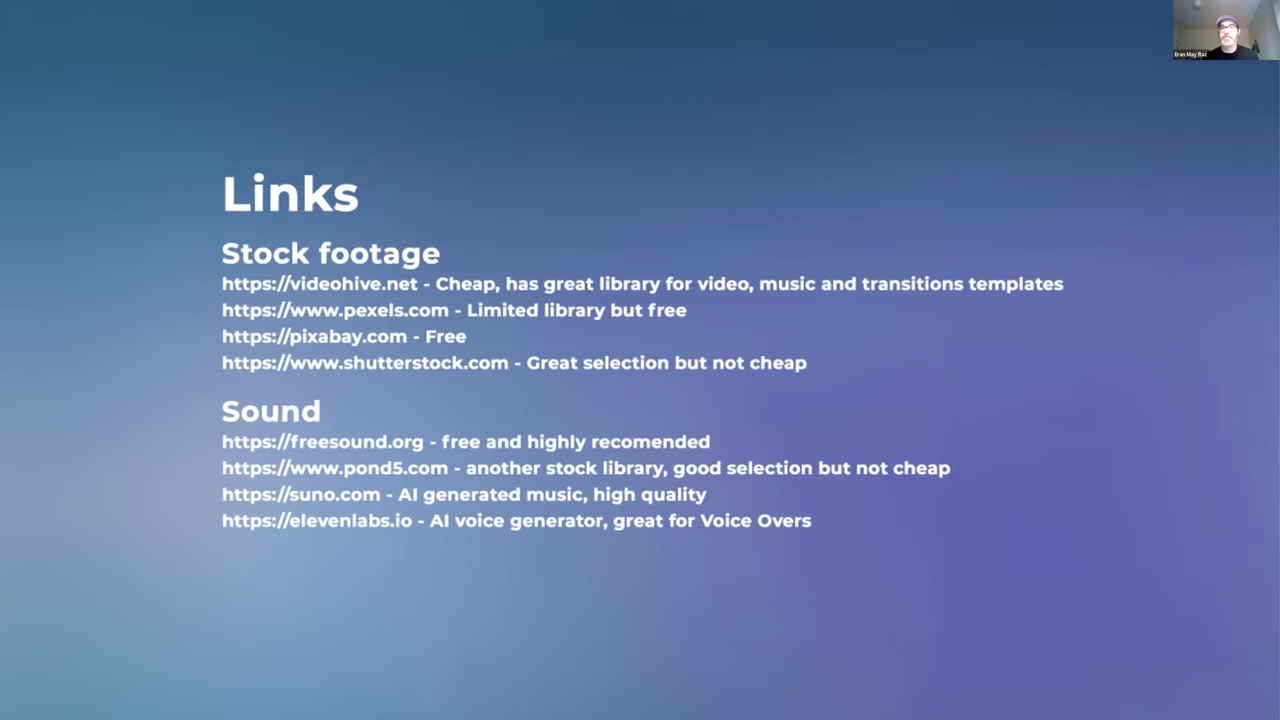 Eran May Raz
Links
Stock footage
https://videohive.net - Cheap, has great library for video, music and transitions templates
https://www.pexels.com - Limited library but free
https://pixabay.com - Free
https://www.shutterstock.com - Great selection but not cheap
Sound
https://freesound.org - free and highly recomended
https://www.pond5.com - another stock library, good selection but not cheap
https://suno.com - AI generated music, high quality
https://elevenlabs.io - AI voice generator, great for Voice Overs